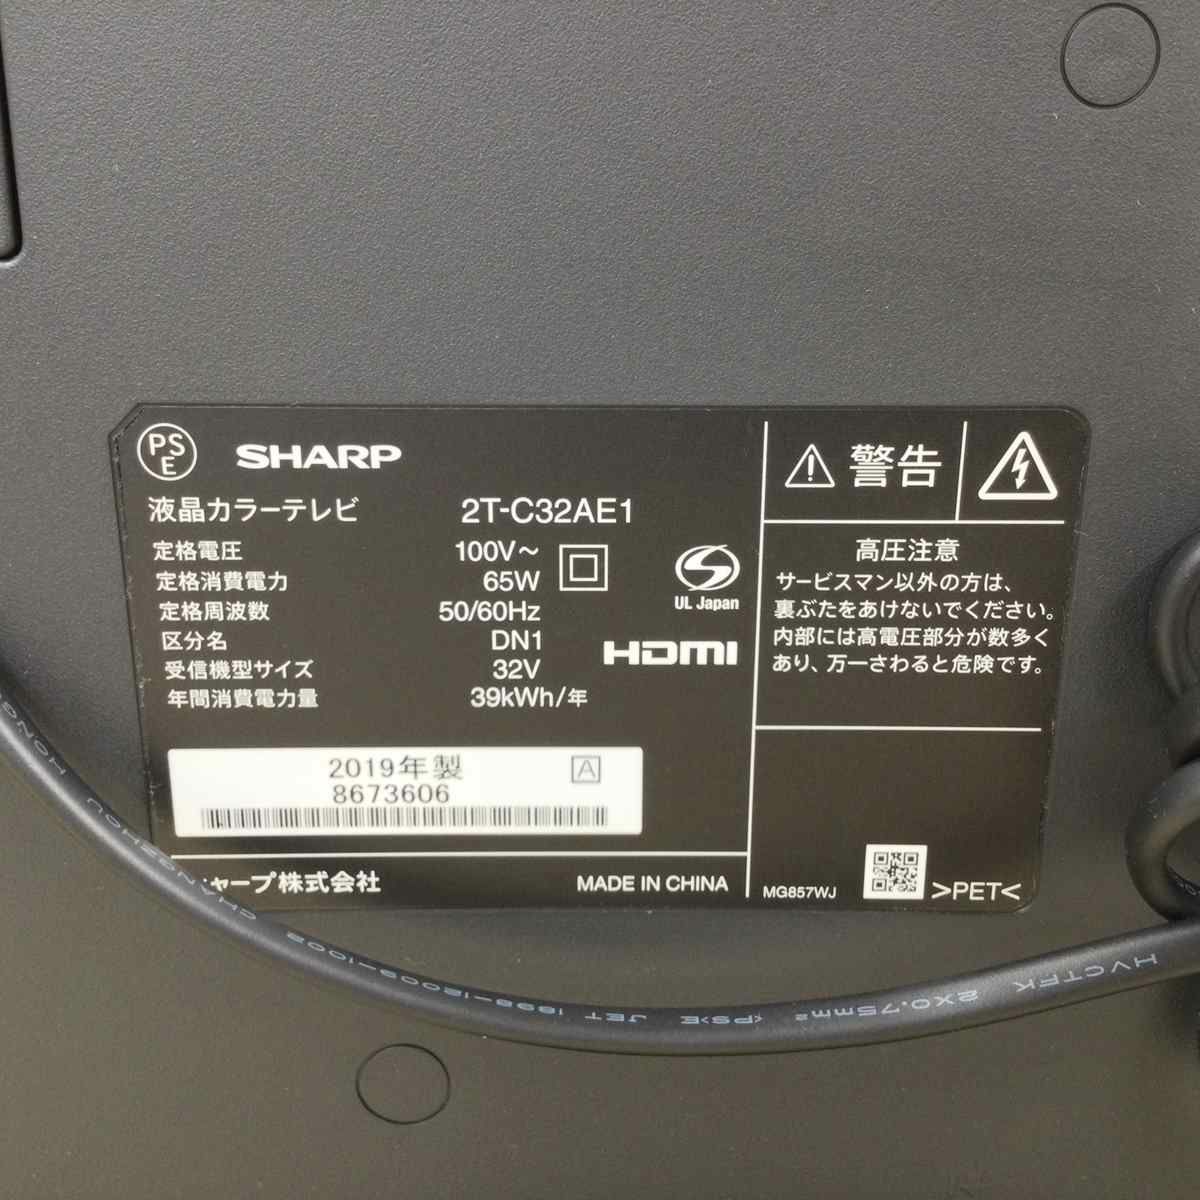 PS
E
SHARP
液晶カラーテレビ 2T-C32AE1
定格電圧 100V～
定格消費電力 65W
定格周波数 50/60Hz
区分名 DN1
受信機型サイズ 32V
年間消費電力量 39kWh/年
UL Japan
HDMI
2019年製 A
8673606
ャープ株式会社 MADE IN CHINA
警告
高圧注意
サービスマン以外の方は、
裏ぶたをあけないでください。
内部には高電圧部分が数多く
あり、万一さわると危険です。
MG857WJ >PET<
HVCTFK 2X0.75mm² <PS>E JET 1898-12009-1002 CHANGZHOU HONG